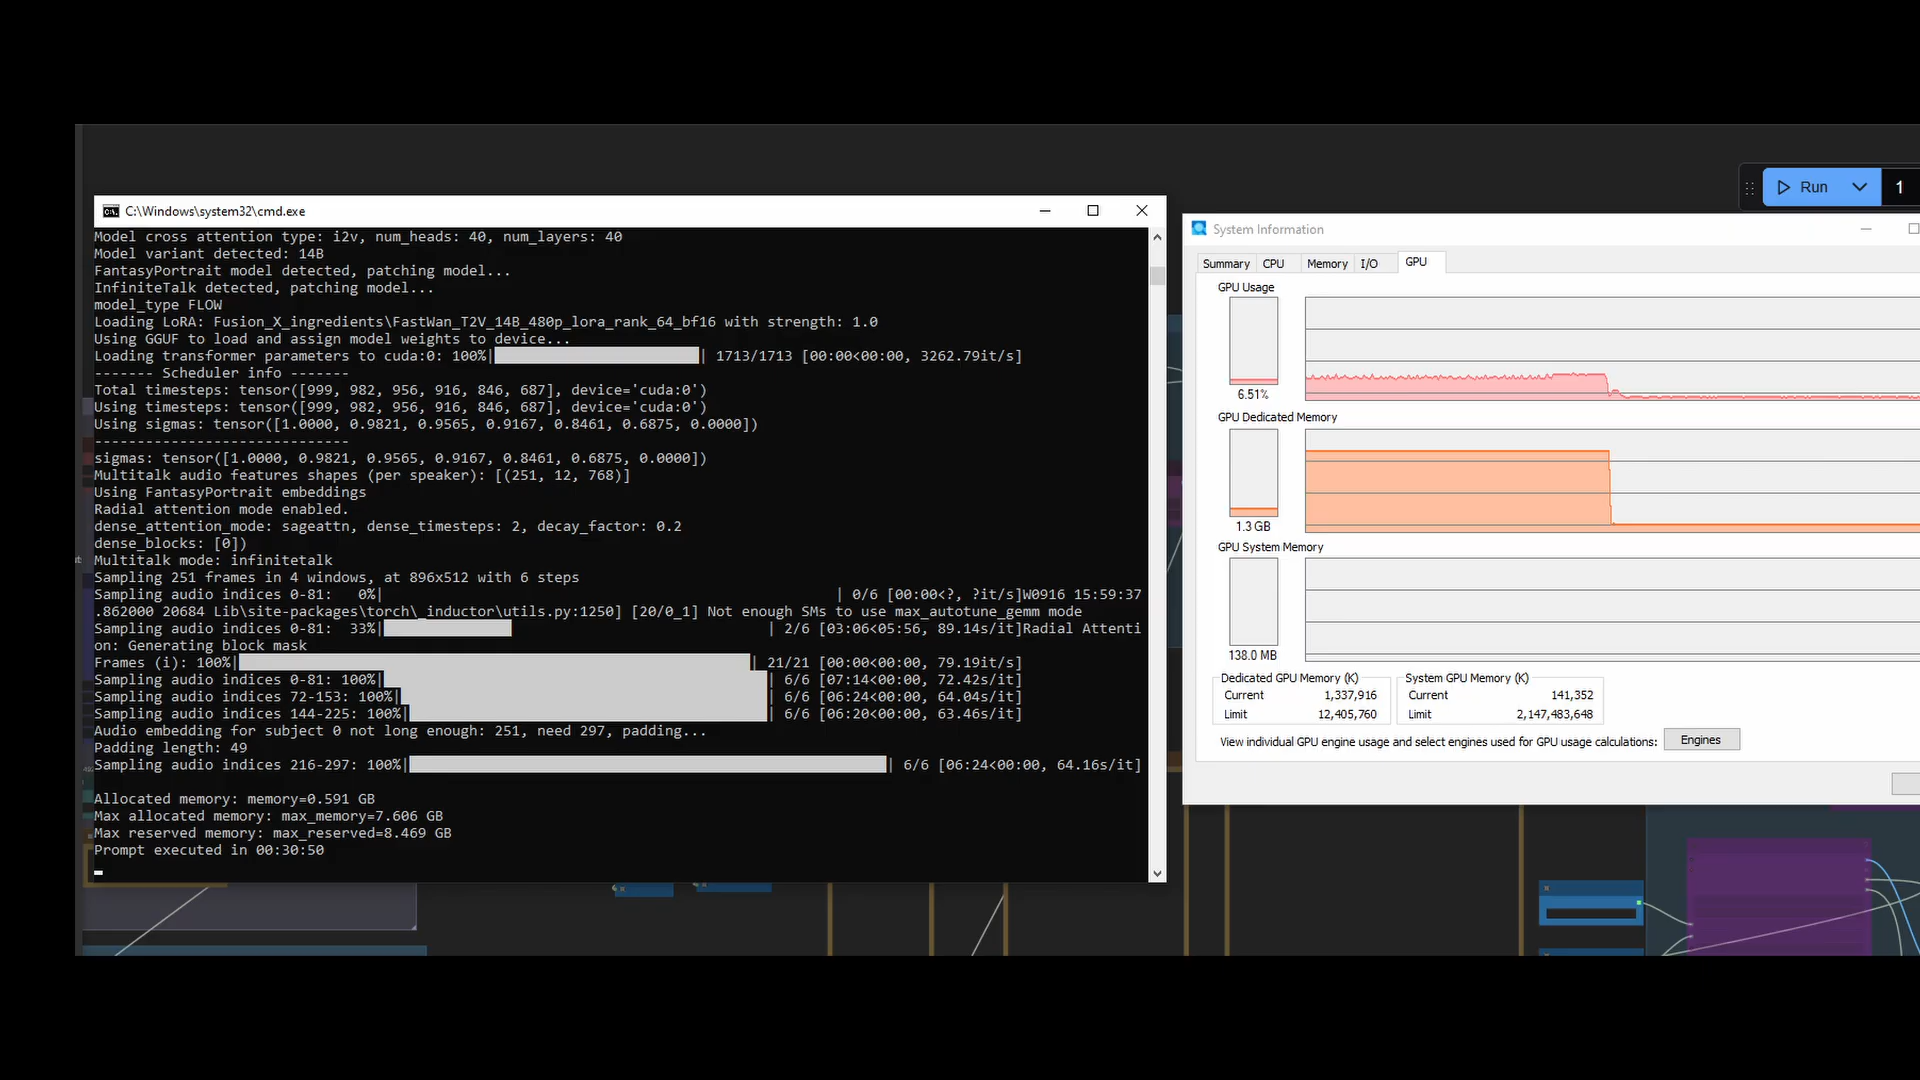 Run
1
C:\Windows\system32\cmd.exe
Model cross attention type: i2v, num_heads: 40, num_layers: 40
Model variant detected: 14B
FantasyPortrait model detected, patching model...
InfiniteTalk detected, patching model...
model_type FLOW
Loading LoRA: Fusion_X_ingredients\FastWan_T2V_14B_480p_lora_rank_64_bf16 with strength: 1.0
Using GGUF to load and assign model weights to device...
Loading transformer parameters to cuda:0: 100%| | 1713/1713 [00:00<00:00, 3262.79it/s]
------- Scheduler info -------
Total timesteps: tensor([999, 982, 956, 916, 846, 687], device='cuda:0')
Using timesteps: tensor([999, 982, 956, 916, 846, 687], device='cuda:0')
Using sigmas: tensor([1.0000, 0.9821, 0.9565, 0.9167, 0.8461, 0.6875, 0.0000])
------------------------------
sigmas: tensor([1.0000, 0.9821, 0.9565, 0.9167, 0.8461, 0.6875, 0.0000])
Multitalk audio features shapes (per speaker): [(251, 12, 768)]
Using FantasyPortrait embeddings
Radial attention mode enabled.
dense_attention_mode: sageattn, dense_timesteps: 2, decay_factor: 0.2
dense_blocks: [0])
Multitalk mode: infinitetalk
Sampling 251 frames in 4 windows, at 896x512 with 6 steps
Sampling audio indices 0-81: 0%| | 0/6 [00:00<?, ?it/s]W0916 15:59:37
.862000 20684 Lib\site-packages\torch\_inductor\utils.py:1250] [20/0_1] Not enough SMs to use max_autotune_gemm mode
Sampling audio indices 0-81: 33%| | 2/6 [03:06<05:56, 89.14s/it]Radial Attenti
on: Generating block mask
Frames (i): 100%| | 21/21 [00:00<00:00, 79.19it/s]
Sampling audio indices 0-81: 100%| | 6/6 [07:14<00:00, 72.42s/it]
Sampling audio indices 72-153: 100%| | 6/6 [06:24<00:00, 64.04s/it]
Sampling audio indices 144-225: 100%| | 6/6 [06:20<00:00, 63.46s/it]
Audio embedding for subject 0 not long enough: 251, need 297, padding...
Padding length: 49
Sampling audio indices 216-297: 100%| | 6/6 [06:24<00:00, 64.16s/it]
Allocated memory: memory=0.591 GB
Max allocated memory: max_memory=7.606 GB
Max reserved memory: max_reserved=8.469 GB
Prompt executed in 00:30:50
System Information
Summary CPU Memory I/O GPU
GPU Usage
6.51%
GPU Dedicated Memory
1.3 GB
GPU System Memory
138.0 MB
Dedicated GPU Memory (K)
Current 1,337,916
Limit 12,405,760
System GPU Memory (K)
Current 141,352
Limit 2,147,483,648
View individual GPU engine usage and select engines used for GPU usage calculations:
Engines